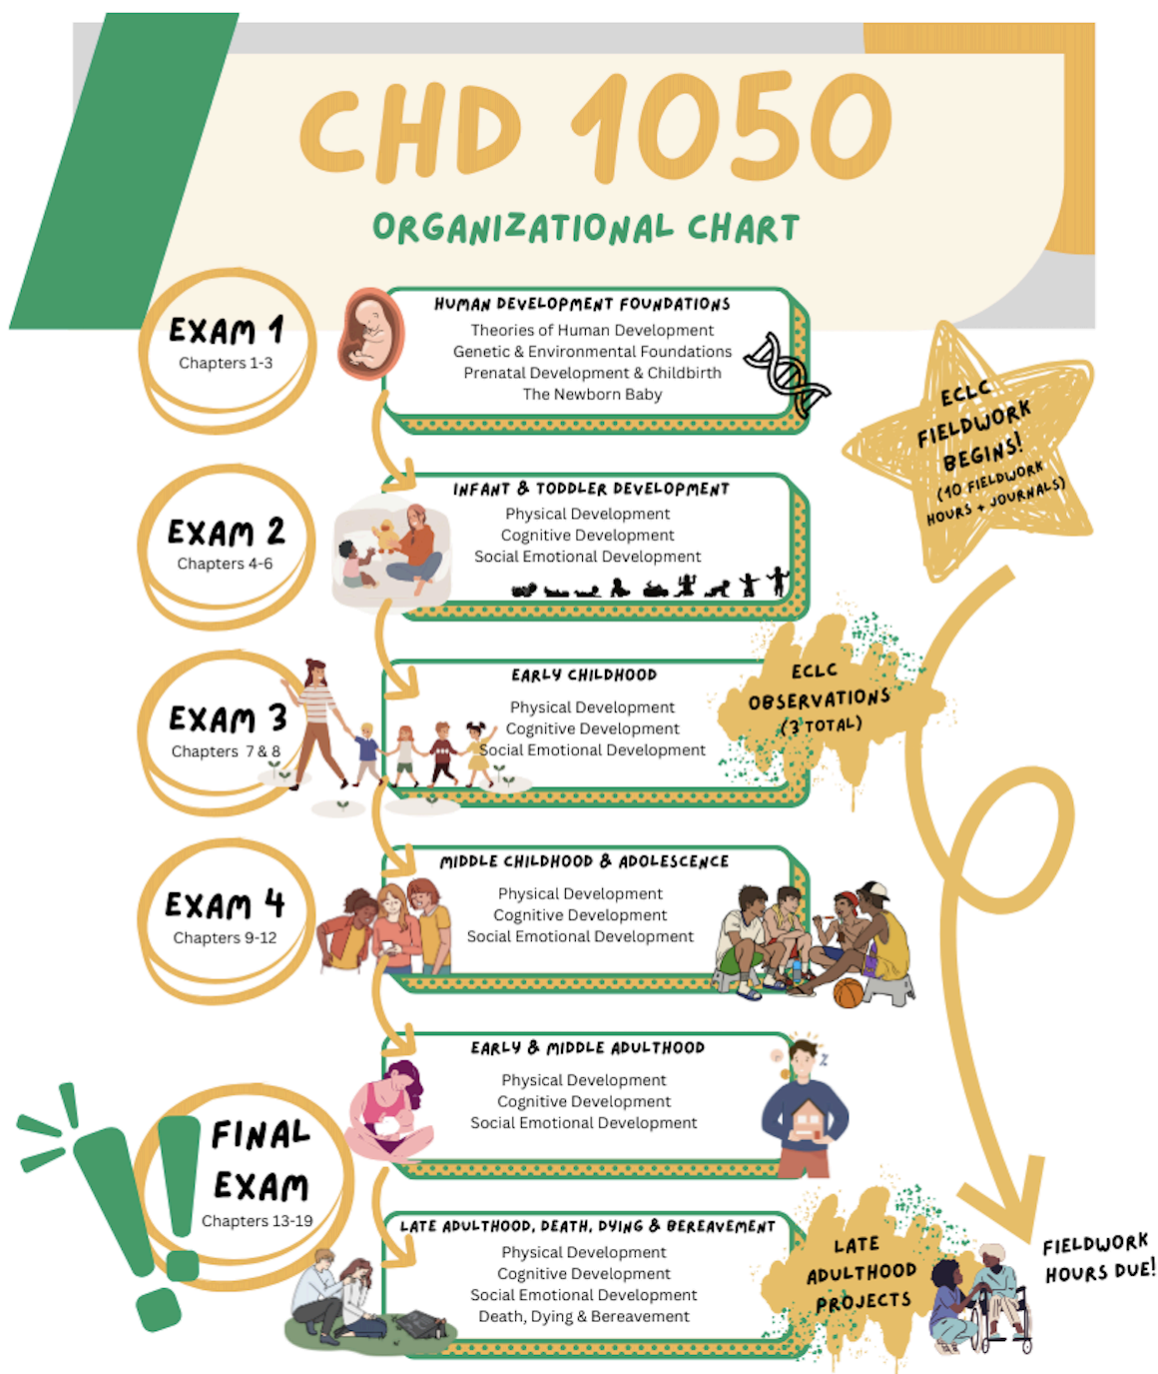 CHD 1050
ORGANIZATIONAL CHART
EXAM 1
Chapters 1-3
HUMAN DEVELOPMENT FOUNDATIONS
Theories of Human Development
Genetic & Environmental Foundations
Prenatal Development & Childbirth
The Newborn Baby
ECLC
FIELDWORK
BEGINS!
(10 FIELDWORK
HOURS + JOURNALS)
EXAM 2
Chapters 4-6
INFANT & TODDLER DEVELOPMENT
Physical Development
Cognitive Development
Social Emotional Development
EXAM 3
Chapters 7 & 8
EARLY CHILDHOOD
Physical Development
Cognitive Development
Social Emotional Development
ECLC
OBSERVATIONS
(3 TOTAL)
EXAM 4
Chapters 9-12
MIDDLE CHILDHOOD & ADOLESCENCE
Physical Development
Cognitive Development
Social Emotional Development
EARLY & MIDDLE ADULTHOOD
Physical Development
Cognitive Development
Social Emotional Development
FINAL
EXAM
Chapters 13-19
LATE ADULTHOOD, DEATH, DYING & BEREAVEMENT
Physical Development
Cognitive Development
Social Emotional Development
Death, Dying & Bereavement
LATE
ADULTHOOD
PROJECTS
FIELDWORK
HOURS DUE!